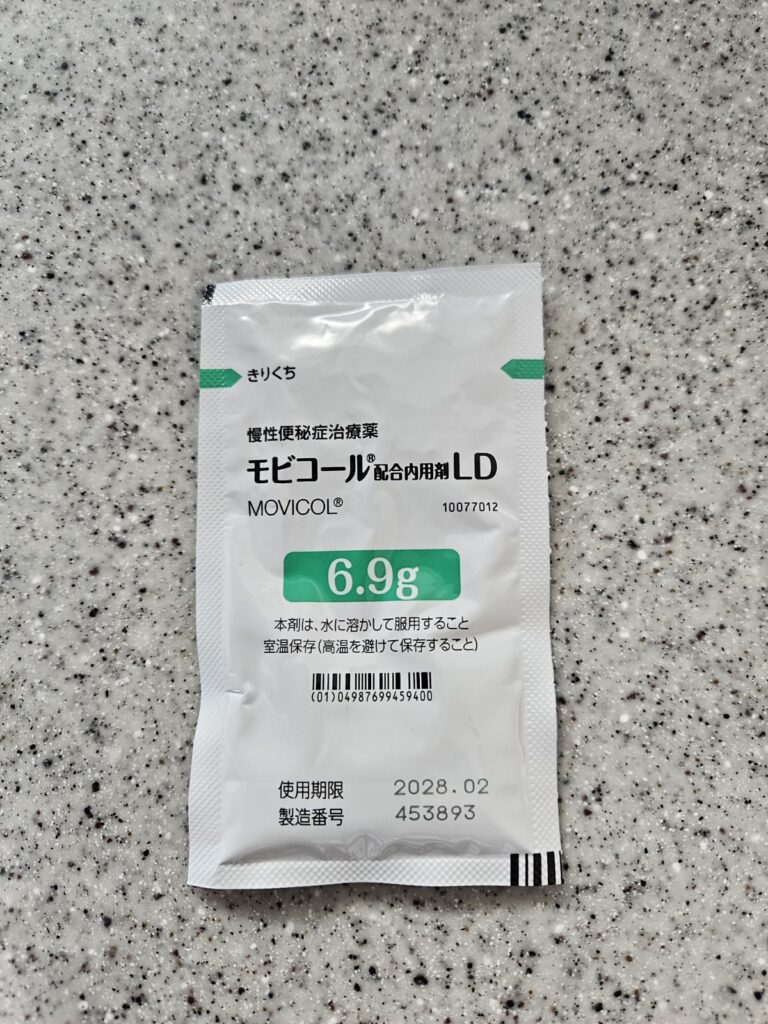 きりくち
慢性便秘症治療薬
モビコール®配合内用剤LD
MOVICOL® 10077012
6.9g
本剤は、水に溶かして服用すること
室温保存(高温を避けて保存すること)
(01)04987699459400
使用期限 2028.02
製造番号 453893